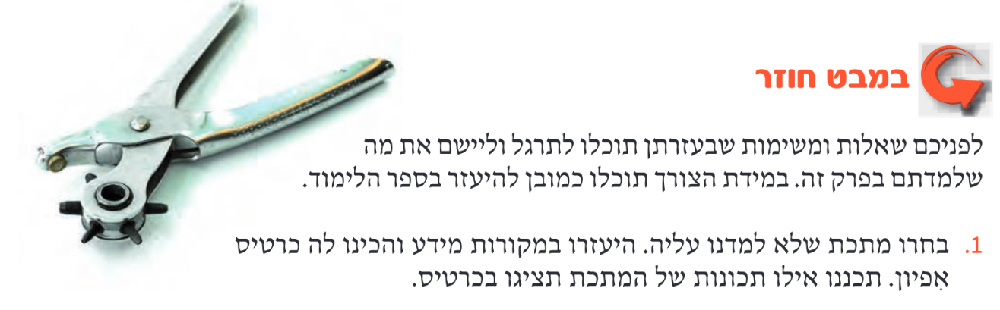 במבט חוזר
לפניכם שאלות ומשימות שבעזרתן תוכלו לתרגל וליישם את מה
שלמדתם בפרק זה. במידת הצורך תוכלו כמובן להיעזר בספר הלימוד.
1. בחרו מתכת שלא למדנו עליה. היעזרו במקורות מידע והכינו לה כרטיס
אִפיון. תכננו אילו תכונות של המתכת תציגו בכרטיס.